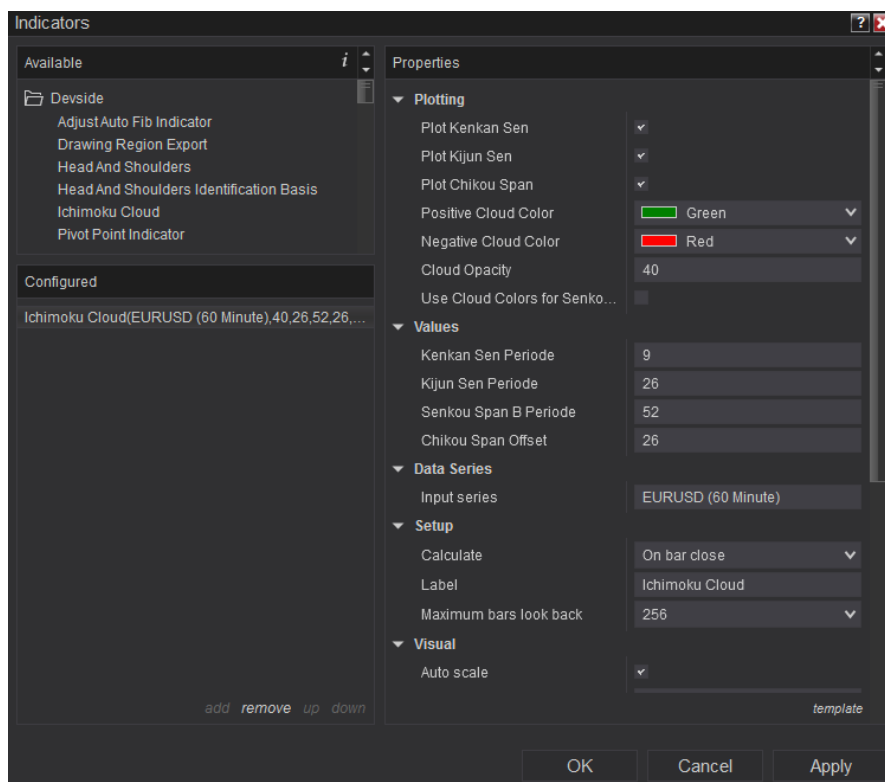 Indicators
?
Available
i
Devside
Adjust Auto Fib Indicator
Drawing Region Export
Head And Shoulders
Head And Shoulders Identification Basis
Ichimoku Cloud
Pivot Point Indicator
Configured
Ichimoku Cloud(EURUSD (60 Minute),40,26,52,26,...
add remove up down
Properties
Plotting
Plot Kenkan Sen
Plot Kijun Sen
Plot Chikou Span
Positive Cloud Color Green
Negative Cloud Color Red
Cloud Opacity 40
Use Cloud Colors for Senko...
Values
Kenkan Sen Periode 9
Kijun Sen Periode 26
Senkou Span B Periode 52
Chikou Span Offset 26
Data Series
Input series EURUSD (60 Minute)
Setup
Calculate On bar close
Label Ichimoku Cloud
Maximum bars look back 256
Visual
Auto scale
template
OK Cancel Apply